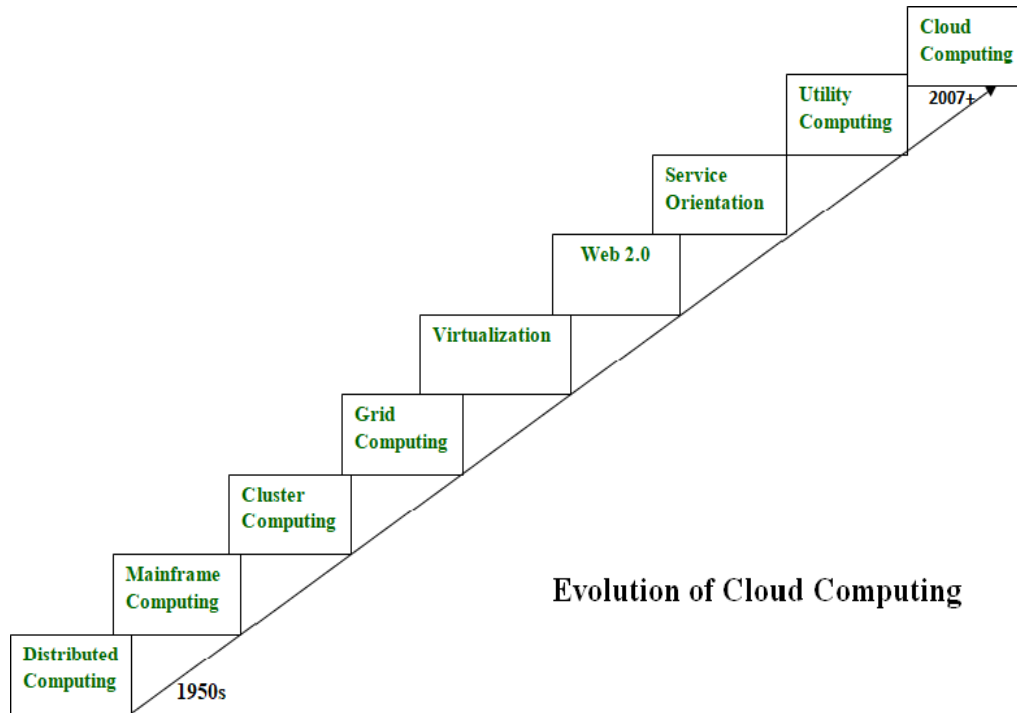 Cloud
Computing
2007+
Utility
Computing
Service
Orientation
Web 2.0
Virtualization
Grid
Computing
Cluster
Computing
Mainframe
Computing
Evolution of Cloud Computing
Distributed
Computing
1950s